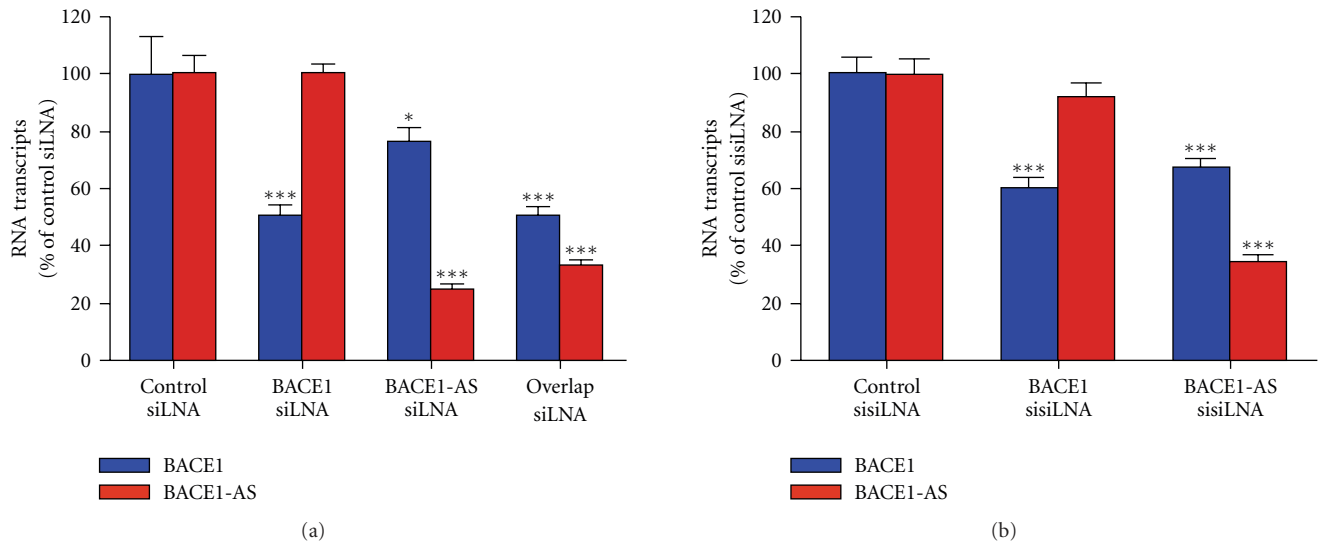 RNA transcripts
(% of control siLNA)
120
100
80
60
40
20
0
***
*
***
***
***
Control
siLNA
BACE1
siLNA
BACE1-AS
siLNA
Overlap
siLNA
BACE1
BACE1-AS
(a)
RNA transcripts
(% of control sisiLNA)
120
100
80
60
40
20
0
***
***
***
Control
sisiLNA
BACE1
sisiLNA
BACE1-AS
sisiLNA
BACE1
BACE1-AS
(b)